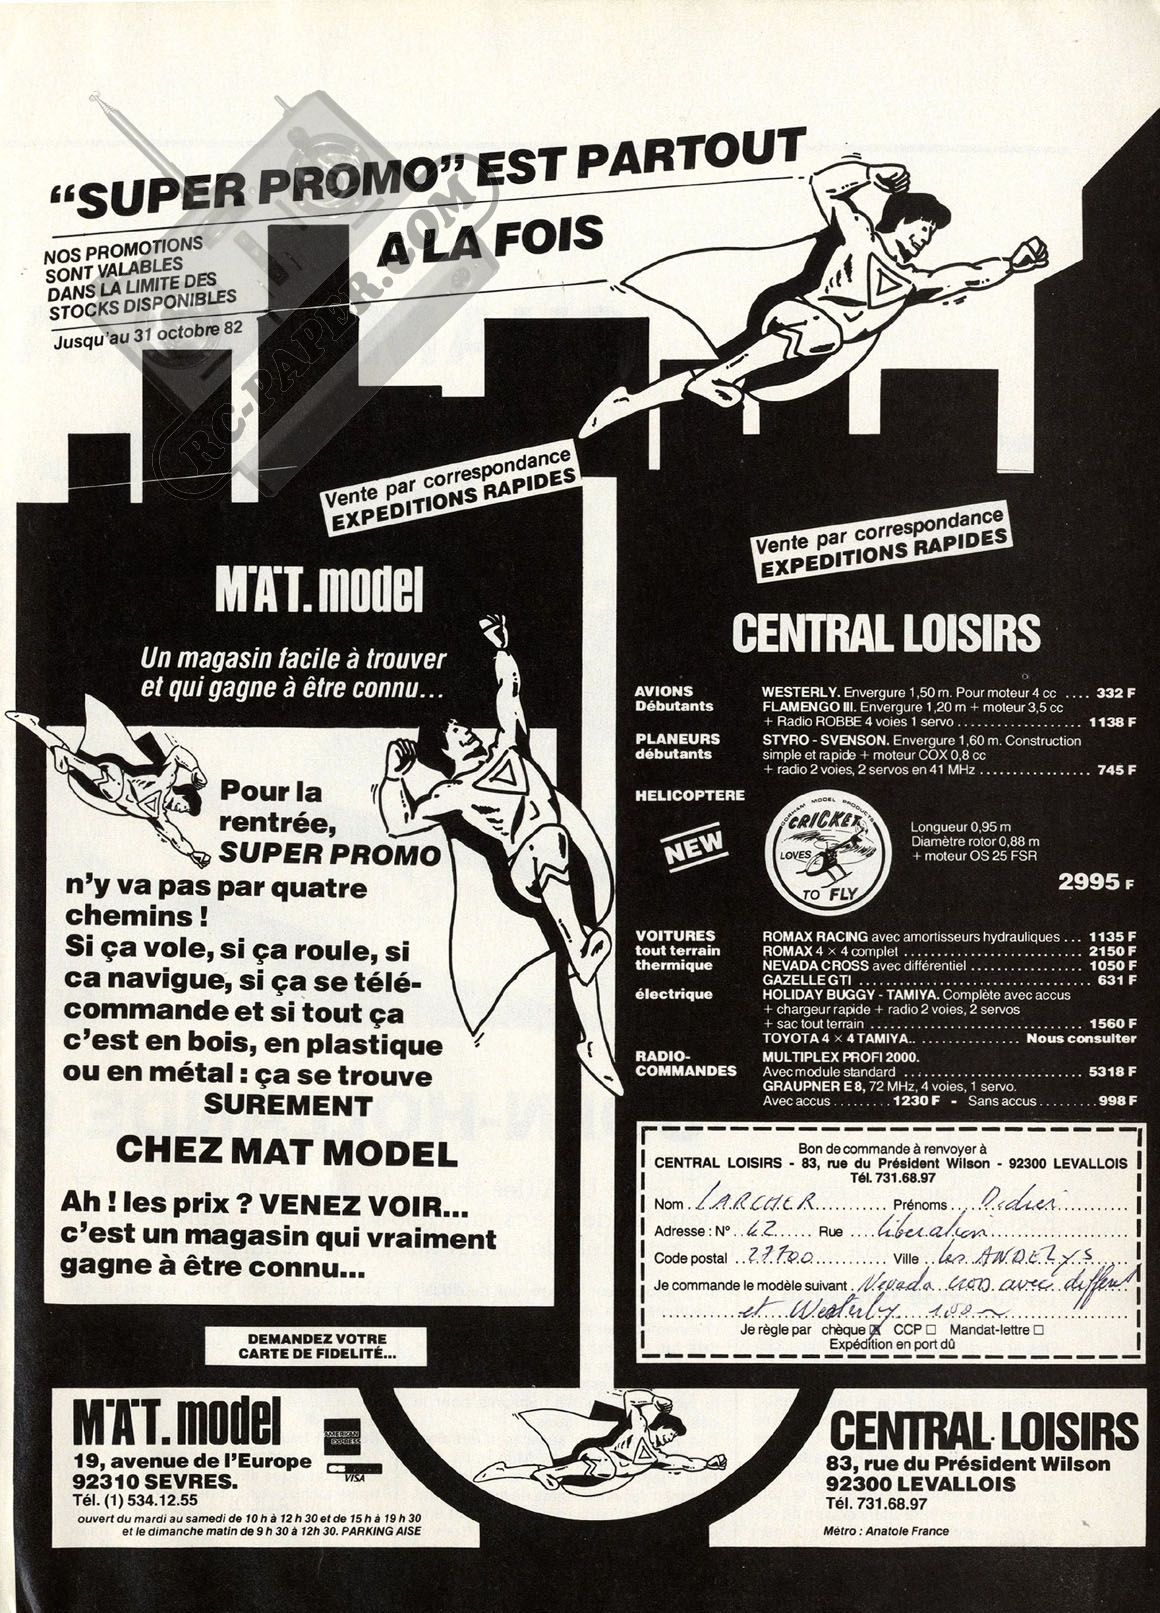 "SUPER PROMO" EST PARTOUT
A LA FOIS
NOS PROMOTIONS
SONT VALABLES
DANS LA LIMITE DES
STOCKS DISPONIBLES
Jusqu'au 31 octobre 82
RC-PAPER.COM
Vente par correspondance
EXPEDITIONS RAPIDES
MAT. model
Un magasin facile à trouver
et qui gagne à être connu...
Pour la
rentrée,
SUPER PROMO
n'y va pas par quatre
chemins !
Si ça vole, si ça roule, si
ca navigue, si ça se télé-
commande et si tout ça
c'est en bois, en plastique
ou en métal : ça se trouve
SUREMENT
CHEZ MAT MODEL
Ah ! les prix ? VENEZ VOIR...
c'est un magasin qui vraiment
gagne à être connu...
DEMANDEZ VOTRE
CARTE DE FIDELITÉ...
MAT. model
19, avenue de l'Europe
92310 SEVRES.
Tél. (1) 534.12.55
ouvert du mardi au samedi de 10 h à 12 h 30 et de 15 h à 19 h 30
et le dimanche matin de 9 h 30 à 12h 30. PARKING AISE
AMERICAN
EXPRESS
VISA
Vente par correspondance
EXPEDITIONS RAPIDES
CENTRAL LOISIRS
AVIONS WESTERLY. Envergure 1,50 m. Pour moteur 4 cc .... 332 F
Débutants FLAMENGO III. Envergure 1,20 m + moteur 3,5 cc
+ Radio ROBBE 4 voies 1 servo .................. 1138 F
PLANEURS STYRO - SVENSON. Envergure 1,60 m. Construction
débutants simple et rapide + moteur COX 0,8 cc
+ radio 2 voies, 2 servos en 41 MHz ................. 745 F
HELICOPTERE
NEW
GORHAM MODEL PRODUCTS
CRICKET
LOVES
TO FLY
Longueur 0,95 m
Diamètre rotor 0,88 m
+ moteur OS 25 FSR
2995 F
VOITURES ROMAX RACING avec amortisseurs hydrauliques ... 1135 F
tout terrain ROMAX 4 × 4 complet .......................... 2150 F
thermique NEVADA CROSS avec différentiel ................ 1050 F
GAZELLE GTI ................................. 631 F
électrique HOLIDAY BUGGY - TAMIYA. Complète avec accus
+ chargeur rapide + radio 2 voies, 2 servos
+ sac tout terrain ............................... 1560 F
TOYOTA 4 × 4 TAMIYA.. ............... Nous consulter
RADIO- MULTIPLEX PROFI 2000.
COMMANDES Avec module standard .......................... 5318 F
GRAUPNER E 8, 72 MHz, 4 voies, 1 servo.
Avec accus ......... 1230 F - Sans accus ......... 998 F
Bon de commande à renvoyer à
CENTRAL LOISIRS - 83, rue du Président Wilson - 92300 LEVALLOIS
Tél. 731.68.97
Nom LARCHER Prénoms Didier
Adresse : N° 42 Rue libération
Code postal 27700 Ville les ANDELYS
Je commande le modèle suivant Nevada cross avec different
et Westerly
Je règle par chèque ☒ CCP □ Mandat-lettre □
Expédition en port dû
CENTRAL LOISIRS
83, rue du Président Wilson
92300 LEVALLOIS
Tél. 731.68.97
Métro : Anatole France